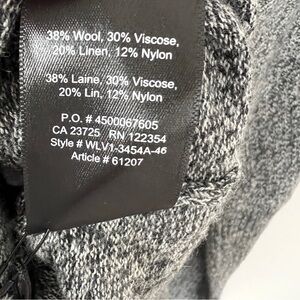 38% Wool, 30% Viscose,
20% Linen, 12% Nylon
38% Laine, 30% Viscose,
20% Lin, 12% Nylon
P.O. # 4500067605
CA 23725 RN 122354
Style # WLV1-3454A-46
Article # 61207